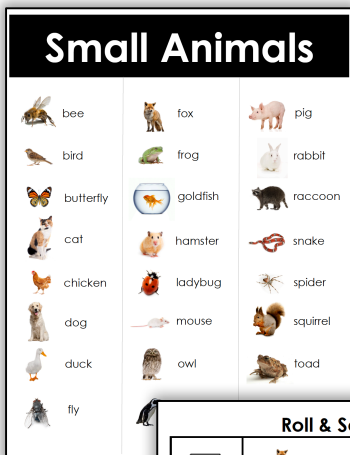 Small Animals
bee
bird
butterfly
cat
chicken
dog
duck
fly
fox
frog
goldfish
hamster
ladybug
mouse
owl
pig
rabbit
raccoon
snake
spider
squirrel
toad
Roll &